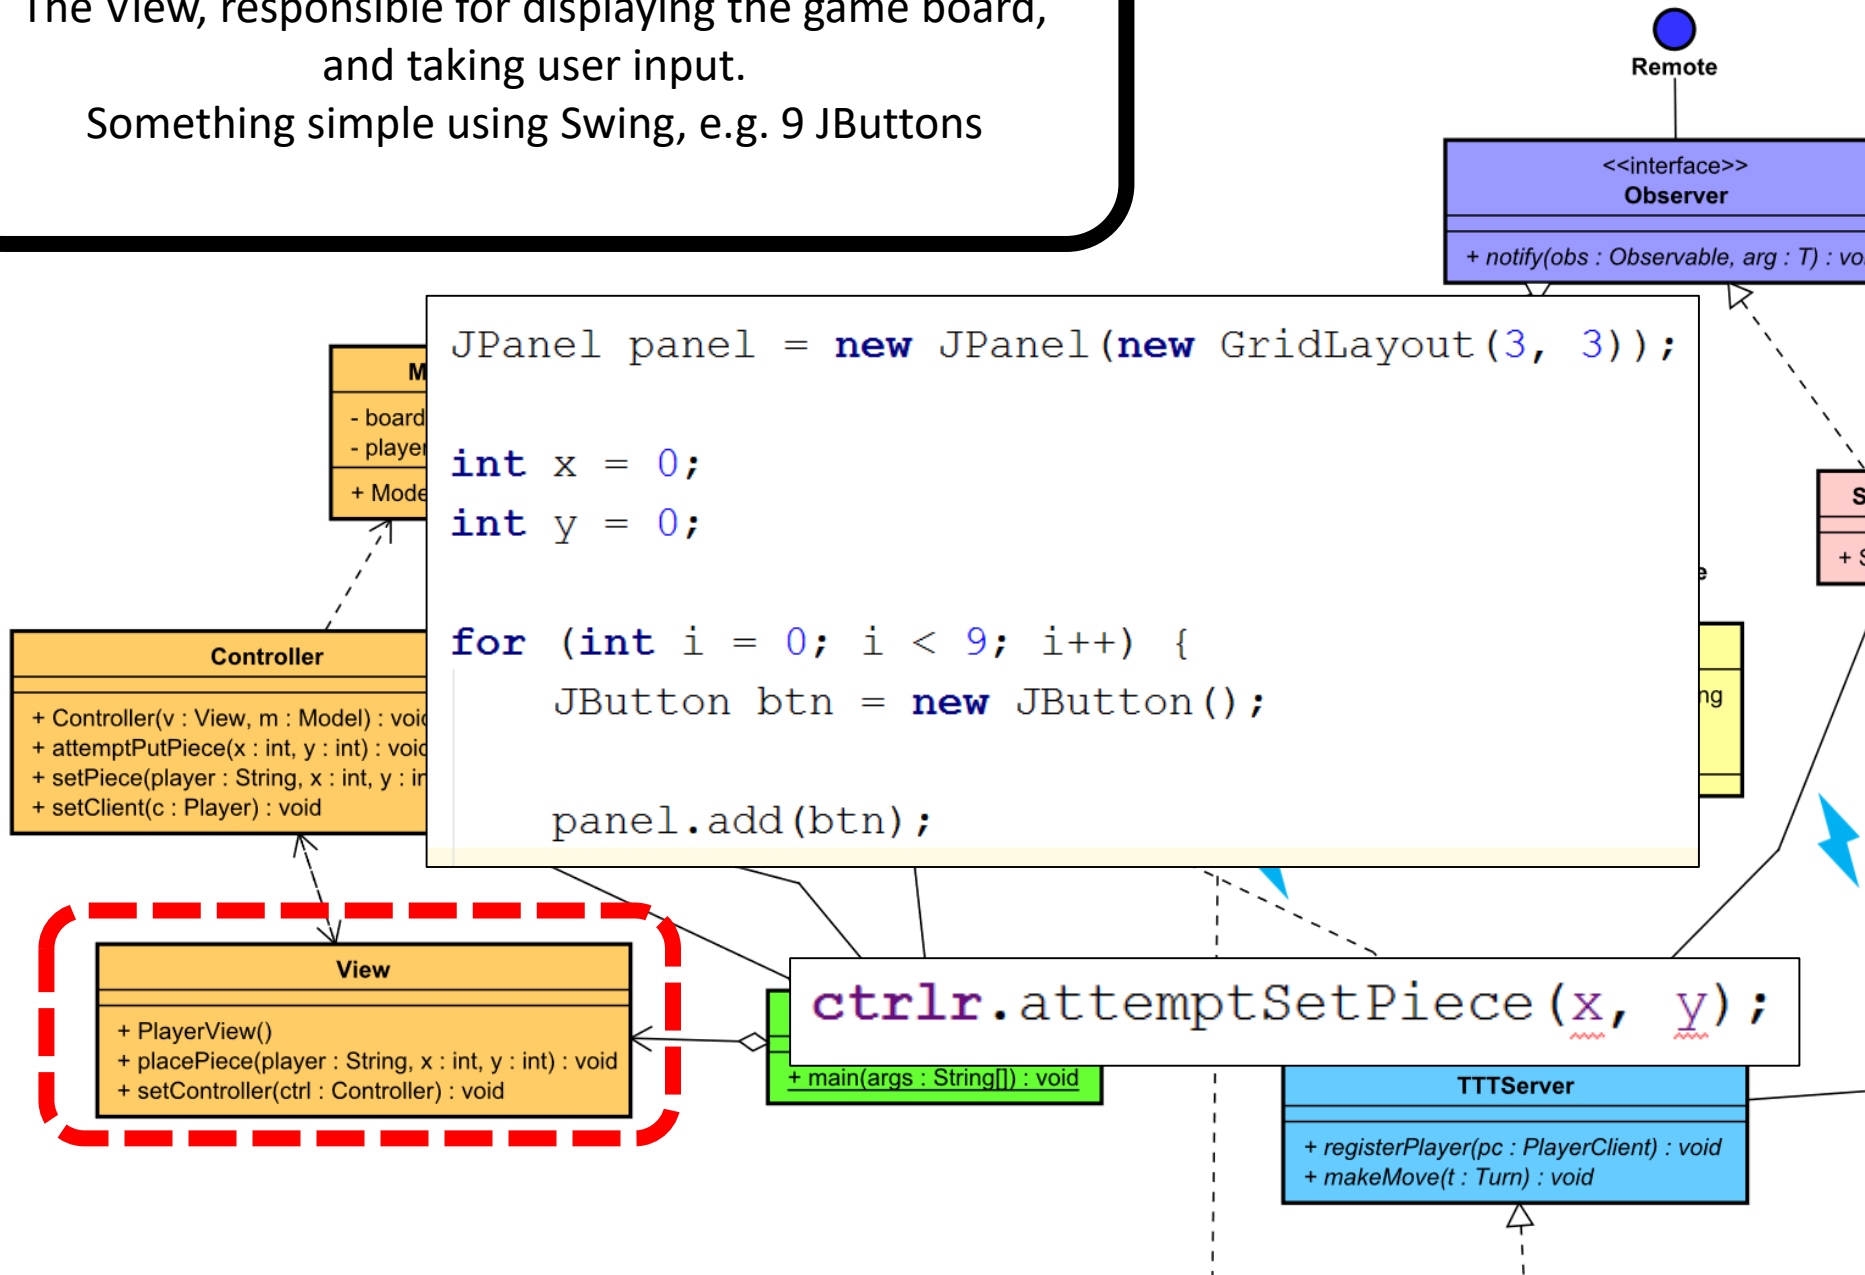 The View, responsible for displaying the game board,
and taking user input.
Something simple using Swing, e.g. 9 JButtons
Remote
<<interface>>
Observer
+ notify(obs : Observable, arg : T) :
JPanel panel = new JPanel(new GridLayout(3, 3));
int x = 0;
int y = 0;
for (int i = 0; i < 9; i++) {
JButton btn = new JButton();
panel.add(btn);
- board
- player
Controller
+ Controller(v : View, m : Model) : void
+ attemptPutPiece(x : int, y : int) : void
+ setPiece(player : String, x : int, y :
+ setClient(c : Player) : void
View
+ PlayerView()
+ placePiece(player : String, x : int, y : int) : void
+ setController(ctrl : Controller) : void
ctrlr.attemptSetPiece(x, y);
+ main(args : String[]) : void
TTTServer
+ registerPlayer(pc : PlayerClient) : void
+ makeMove(t : Turn) : void